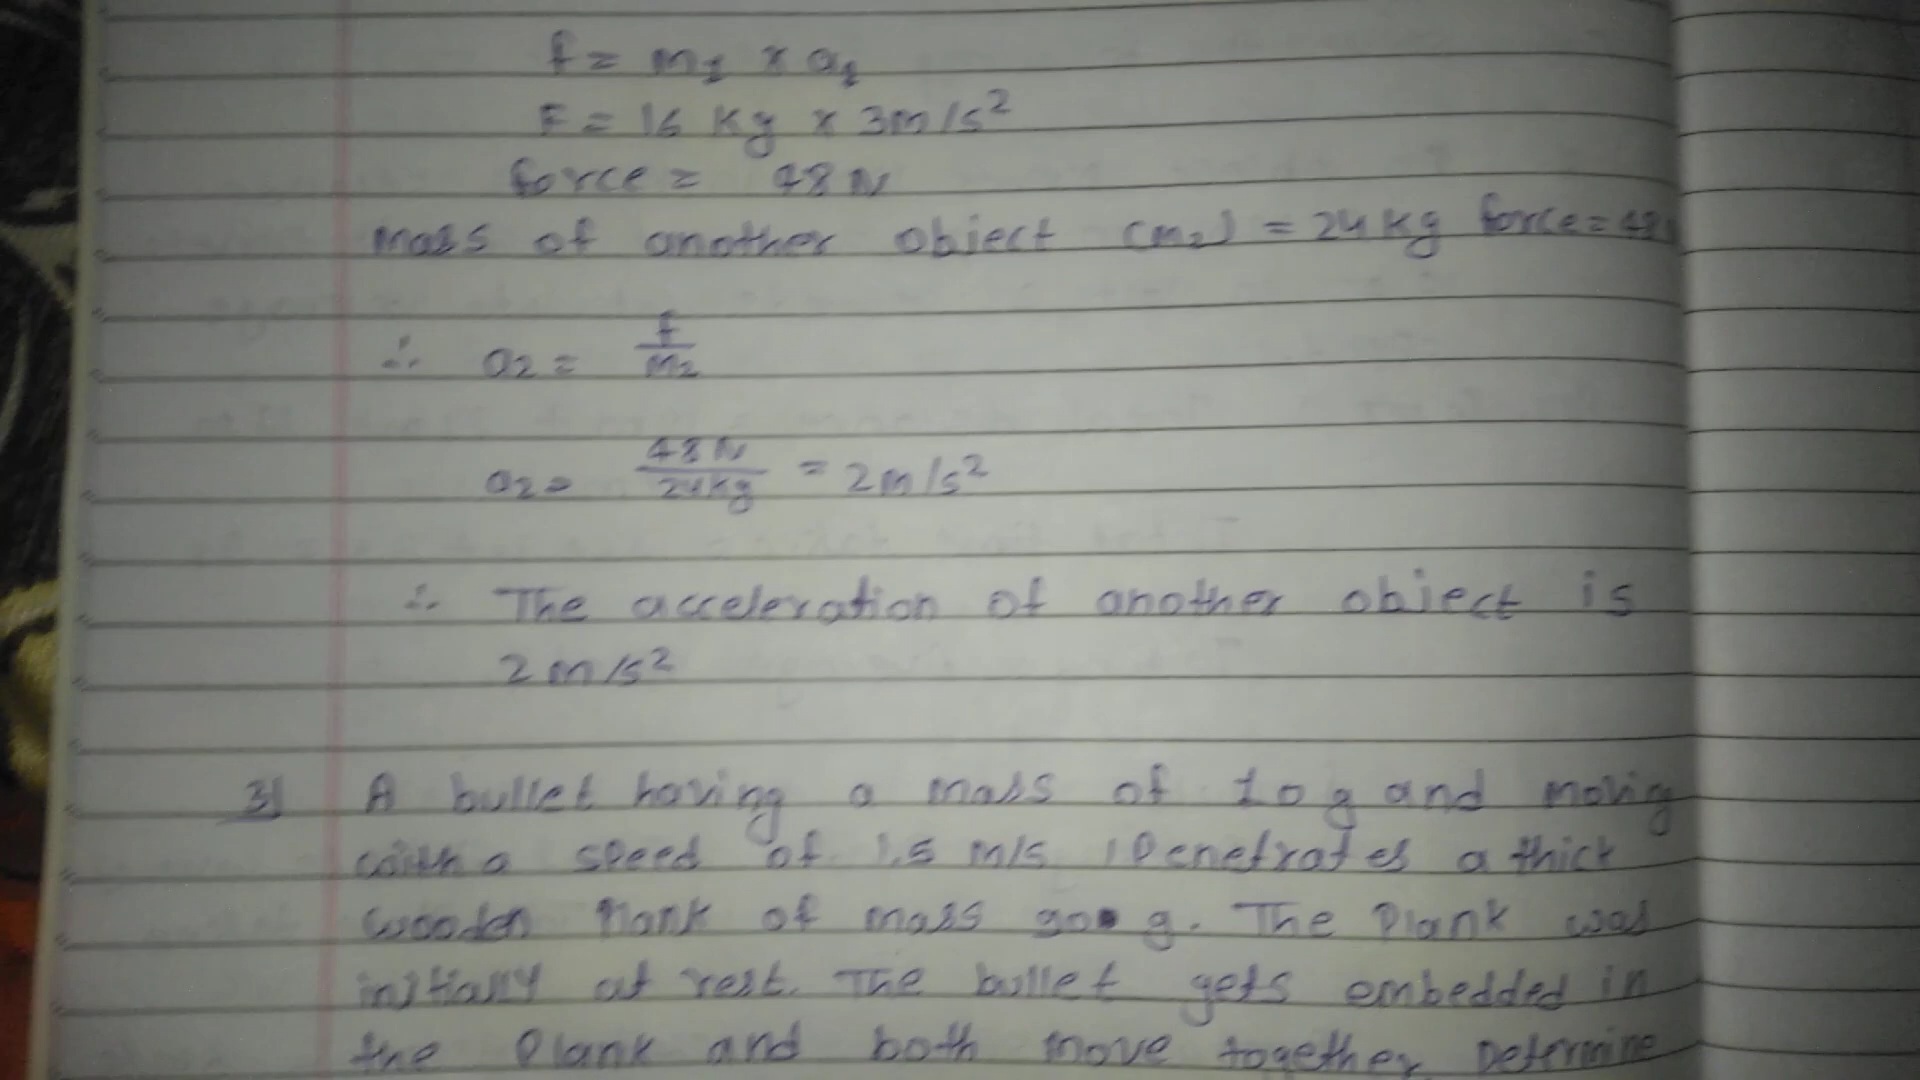 f = m₁ x a₁
F = 16 Kg x 3m/s²
force = 48 N
mass of another object (m₂) = 24 kg force = 48
∴ a₂ = f/m₂
a₂ = 48 N/24 kg = 2 m/s²
∴ The acceleration of another object is
2 m/s²
3) A bullet having a mass of 10 g and moving
with a speed of 1.5 m/s, penetrates a thick
wooden plank of mass g. The Plank was
initially at rest. The bullet gets embedded in
the Plank and both move together. Determine